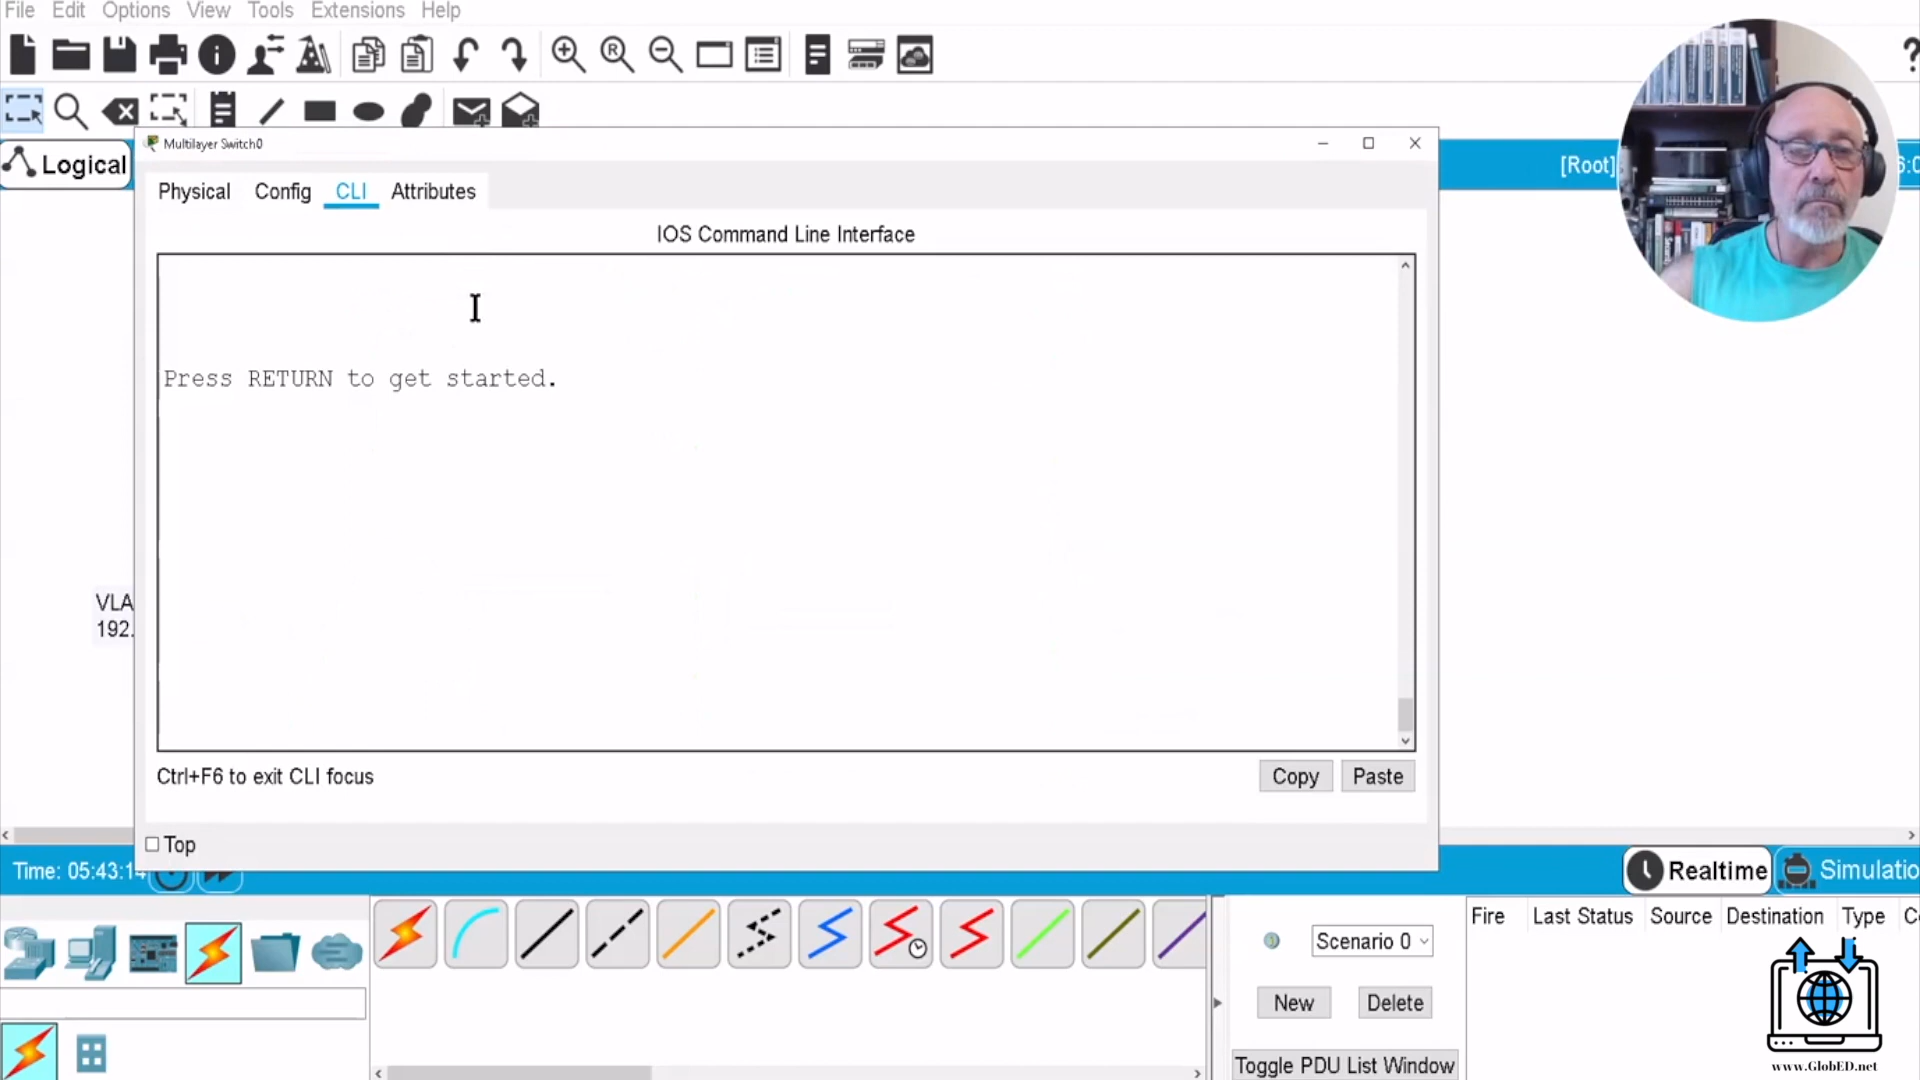 File Edit Options View Tools Extensions Help
Logical
[Root]
Multilayer Switch0
Physical Config CLI Attributes
IOS Command Line Interface
Press RETURN to get started.
VLA
192.
Ctrl+F6 to exit CLI focus
Copy Paste
Top
Time: 05:43:14
Realtime
Simulatio
Scenario 0
Fire Last Status Source Destination Type C
New Delete
Toggle PDU List Window
www.GlobED.net